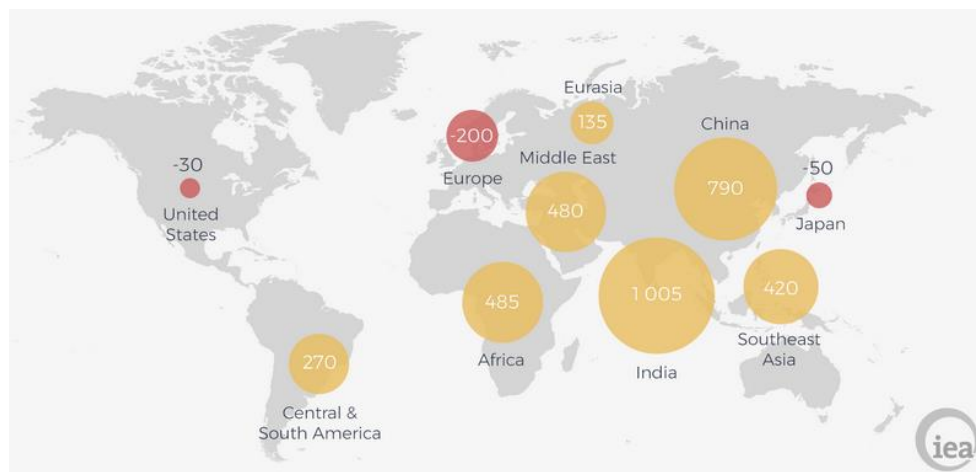 Eurasia
135
China
-200
Middle East
-30
Europe
790
-50
United
States
480
Japan
485
1 005
420
Africa
Southeast
Asia
270
India
Central &
South America
iea